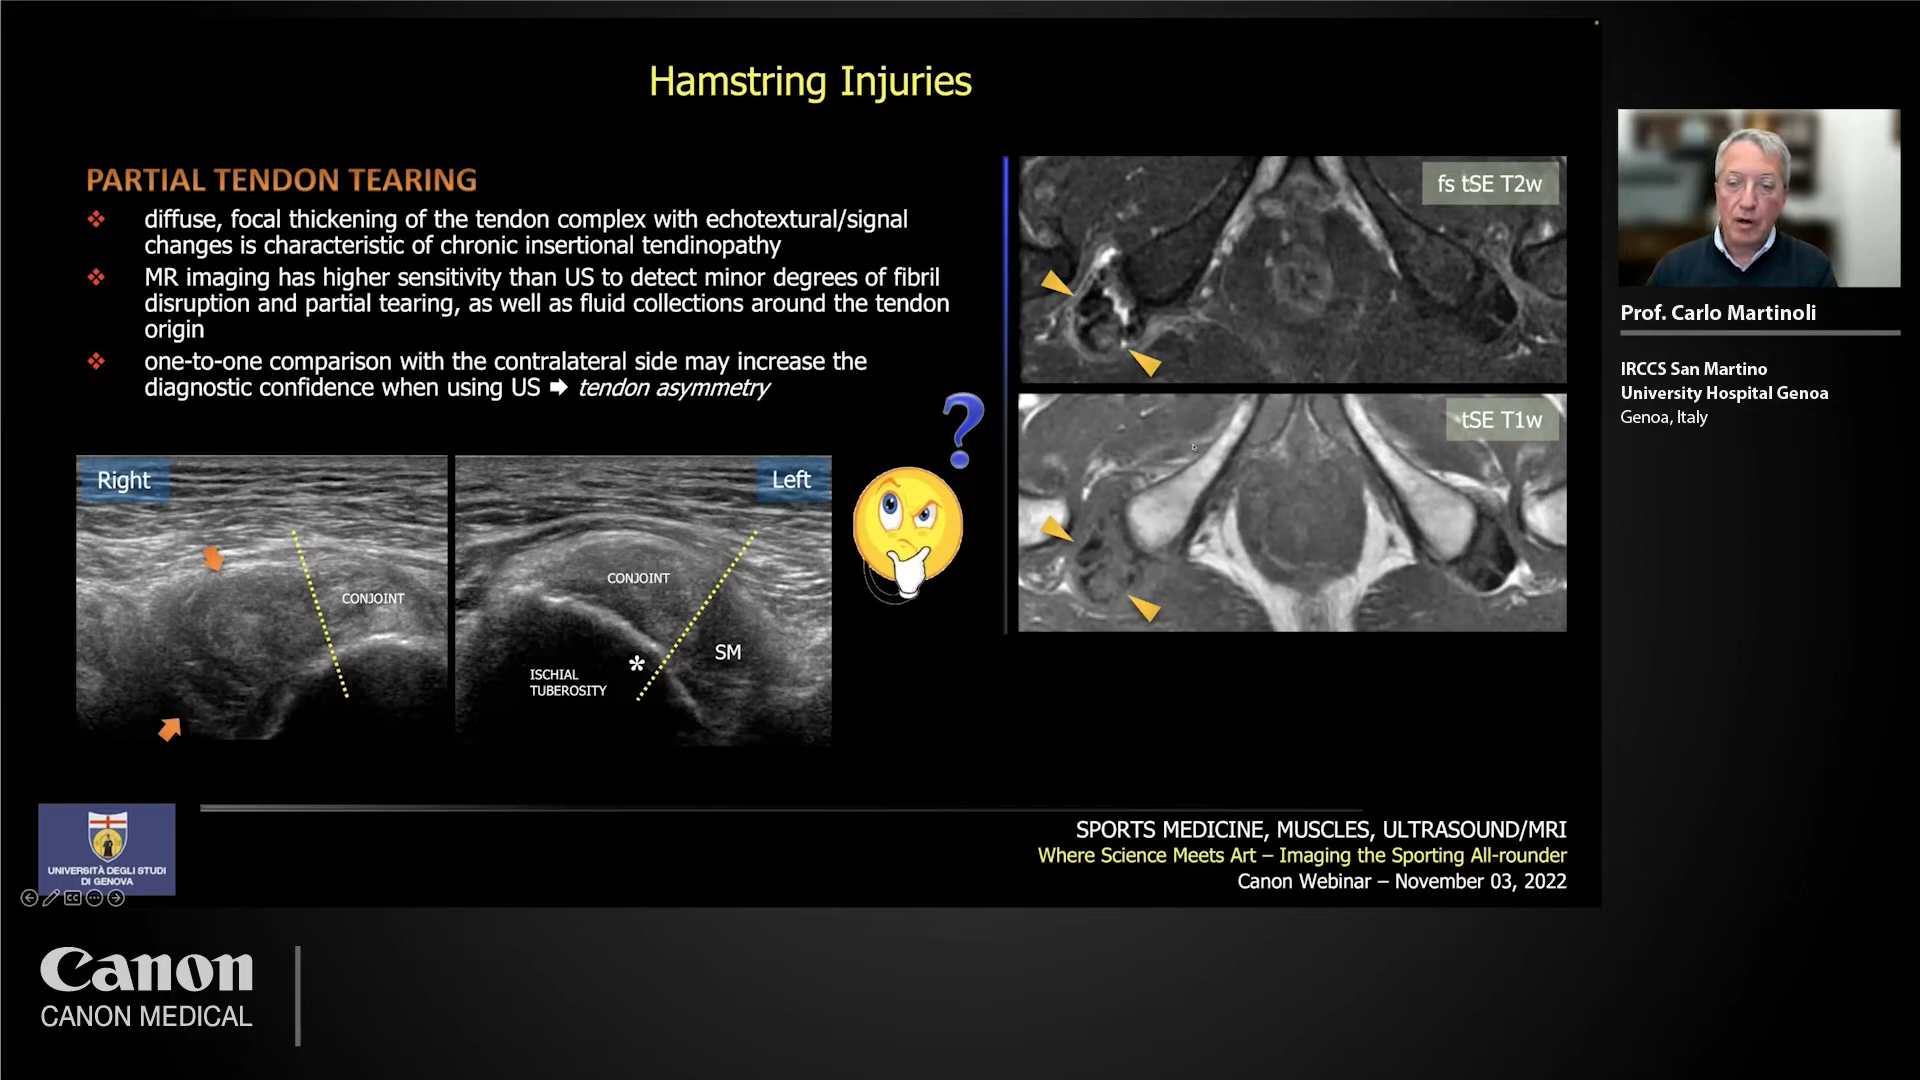 Hamstring Injuries
PARTIAL TENDON TEARING
❖ diffuse, focal thickening of the tendon complex with echotextural/signal
changes is characteristic of chronic insertional tendinopathy
❖ MR imaging has higher sensitivity than US to detect minor degrees of fibril
disruption and partial tearing, as well as fluid collections around the tendon
origin
❖ one-to-one comparison with the contralateral side may increase the
diagnostic confidence when using US ➡ tendon asymmetry
?
Right
CONJOINT
Left
CONJOINT
ISCHIAL
TUBEROSITY
*
SM
fs tSE T2w
tSE T1w
Prof. Carlo Martinoli
IRCCS San Martino
University Hospital Genoa
Genoa, Italy
UNIVERSITÀ DEGLI STUDI
DI GENOVA
CC
SPORTS MEDICINE, MUSCLES, ULTRASOUND/MRI
Where Science Meets Art – Imaging the Sporting All-rounder
Canon Webinar – November 03, 2022
Canon
CANON MEDICAL